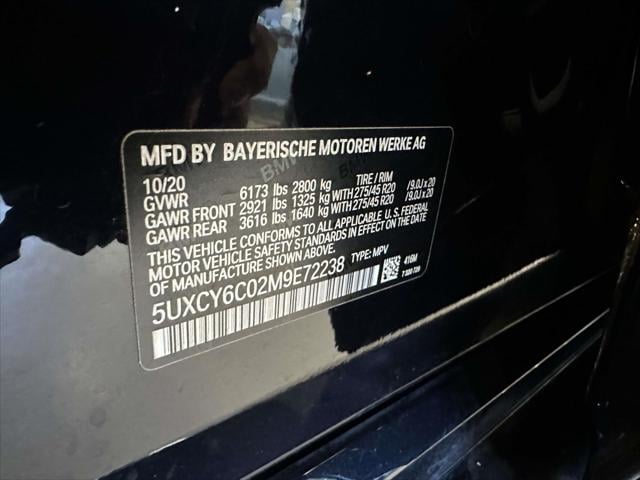 MFD BY BAYERISCHE MOTOREN WERKE AG
10/20 TIRE / RIM
GVWR 6173 lbs 2800 kg
GAWR FRONT 2921 lbs 1325 kg WITH 275/45 R20 /9.0J x 20
GAWR REAR 3616 lbs 1640 kg WITH 275/45 R20 /9.0J x 20
THIS VEHICLE CONFORMS TO ALL APPLICABLE U.S. FEDERAL
MOTOR VEHICLE SAFETY STANDARDS IN EFFECT ON THE DATE
OF MANUFACTURE SHOWN ABOVE.
TYPE: MPV
5UXCY6C02M9E72238
416M